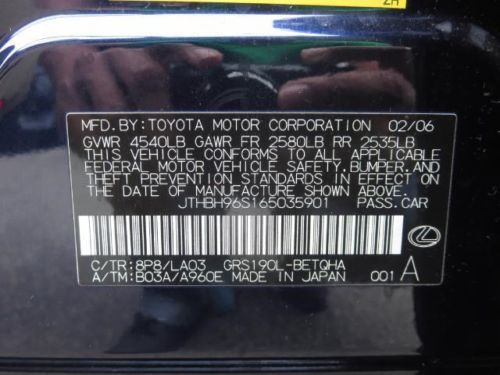 ZH
MFD.BY:TOYOTA MOTOR CORPORATION 02/06
GVWR 4540LB GAWR FR 2580LB RR 2535LB
THIS VEHICLE CONFORMS TO ALL APPLICABLE
FEDERAL MOTOR VEHICLE SAFETY, BUMPER, AND
THEFT PREVENTION STANDARDS IN EFFECT ON
THE DATE OF MANUFACTURE SHOWN ABOVE.
JTHBH96S165035901 PASS.CAR
C/TR:8P8/LA03 GRS190L-BETQHA
A/TM:B03A/A960E MADE IN JAPAN 001 A